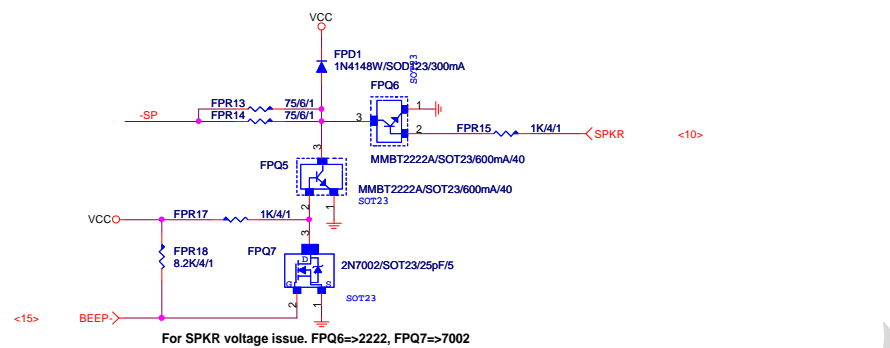 VCC
FPD1
1N4148W/SOD123/300mA
SOT23
FPQ6
FPR13 75/6/1
-SP
FPR14 75/6/1
3
1
2
FPR15 1K/4/1
SPKR
<10>
MMBT2222A/SOT23/600mA/40
3
FPQ5
MMBT2222A/SOT23/600mA/40
SOT23
2
1
VCC
FPR17 1K/4/1
3
FPR18
8.2K/4/1
FPQ7
D
G
S
2N7002/SOT23/25pF/5
SOT23
2
1
<15>
BEEP-
For SPKR voltage issue. FPQ6=>2222, FPQ7=>7002